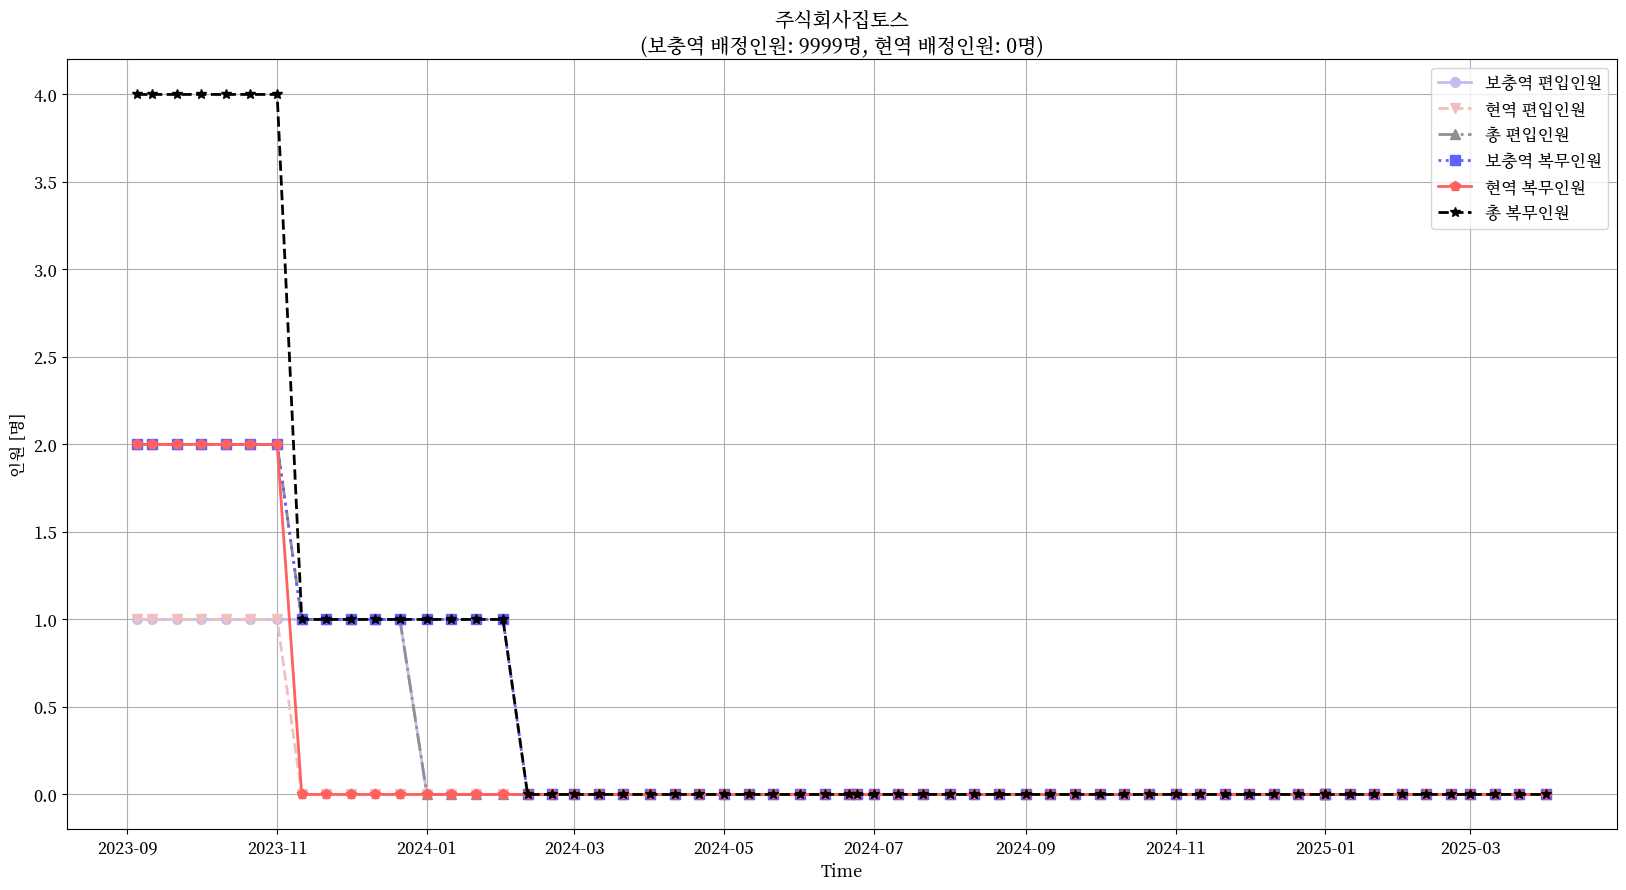 주식회사집토스
(보충역 배정인원: 9999명, 현역 배정인원: 0명)
보충역 편입인원
현역 편입인원
총 편입인원
보충역 복무인원
현역 복무인원
총 복무인원
인원 [명]
4.0
3.5
3.0
2.5
2.0
1.5
1.0
0.5
0.0
2023-09
2023-11
2024-01
2024-03
2024-05
2024-07
2024-09
2024-11
2025-01
2025-03
Time